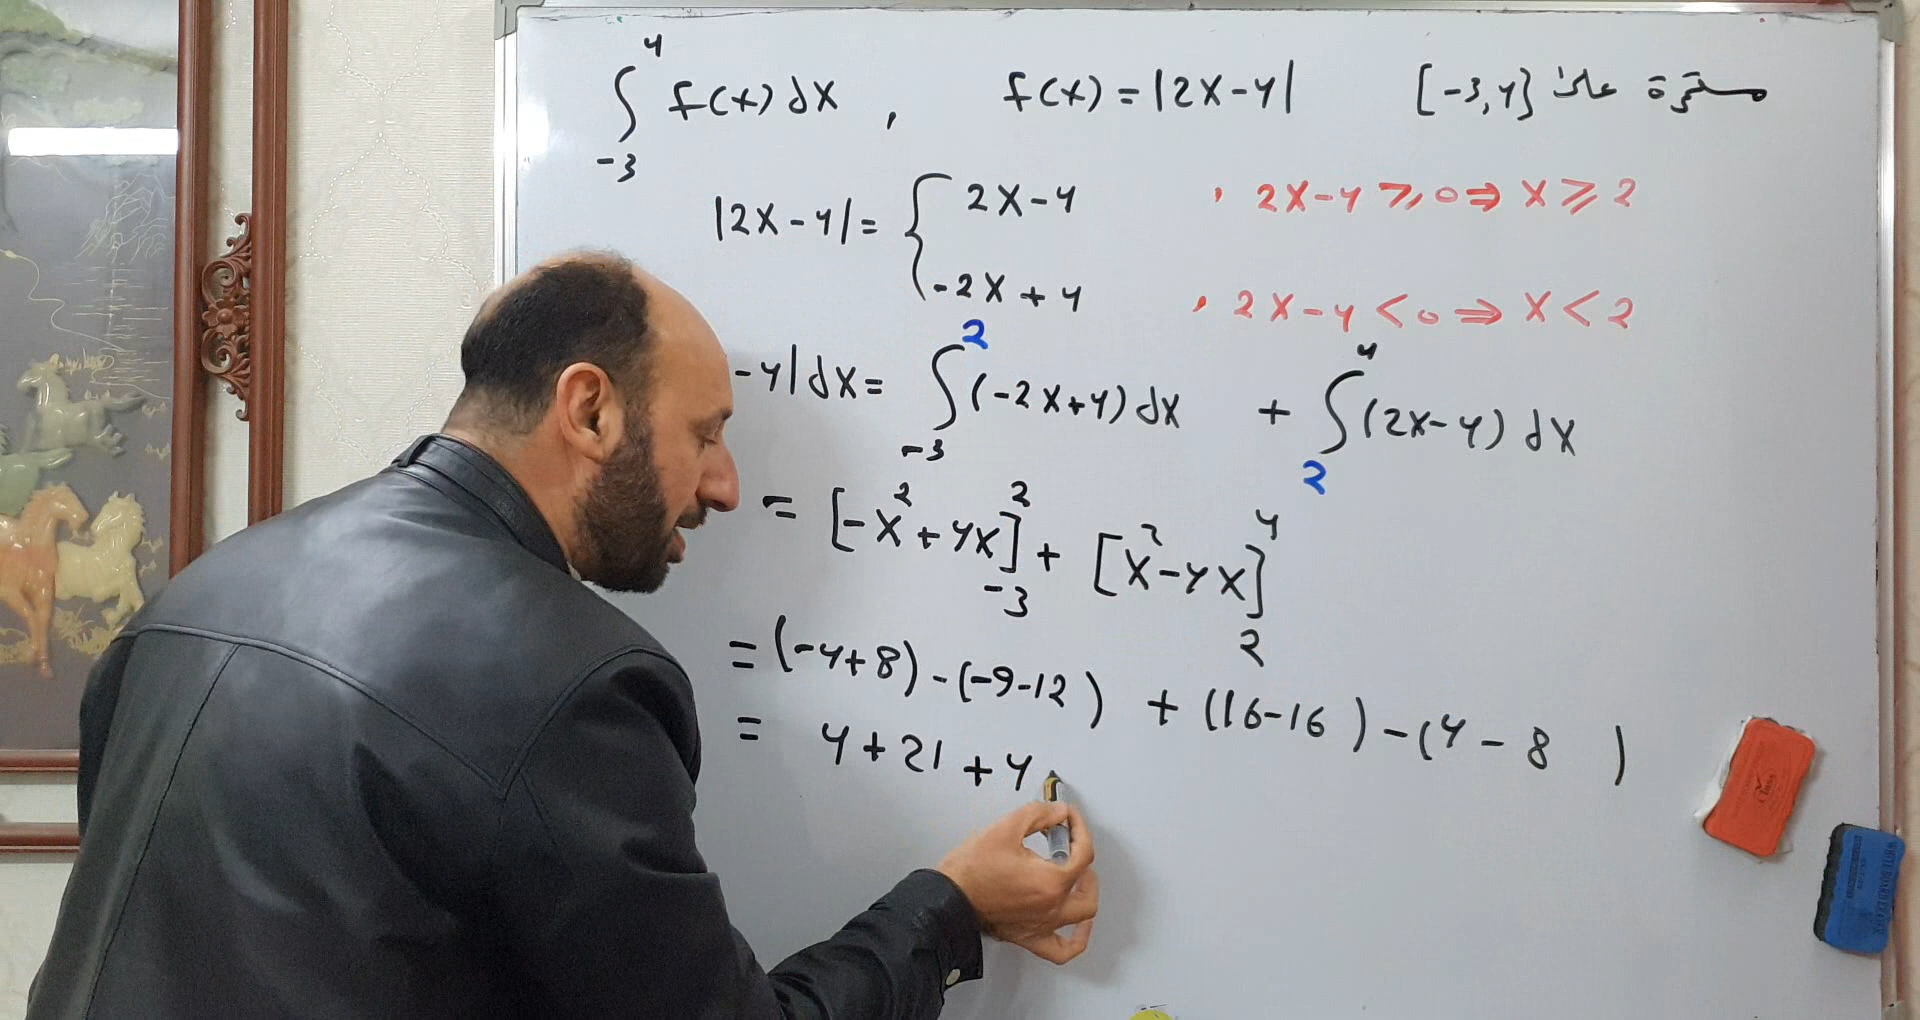 ∫₋₃⁴ f(x) dx , f(x) = |2x-4| مستمرة على [-3,4]
|2x-4| = { 2x-4 , 2x-4 ≥ 0 ⇒ x ≥ 2
-2x+4 , 2x-4 < 0 ⇒ x < 2
-4|dx = ∫₋₃² (-2x+4) dx + ∫₂⁴ (2x-4) dx
= [-x²+4x]₋₃² + [x²-4x]₂⁴
= (-4+8) - (-9-12) + (16-16) - (4-8)
= 4+21+4